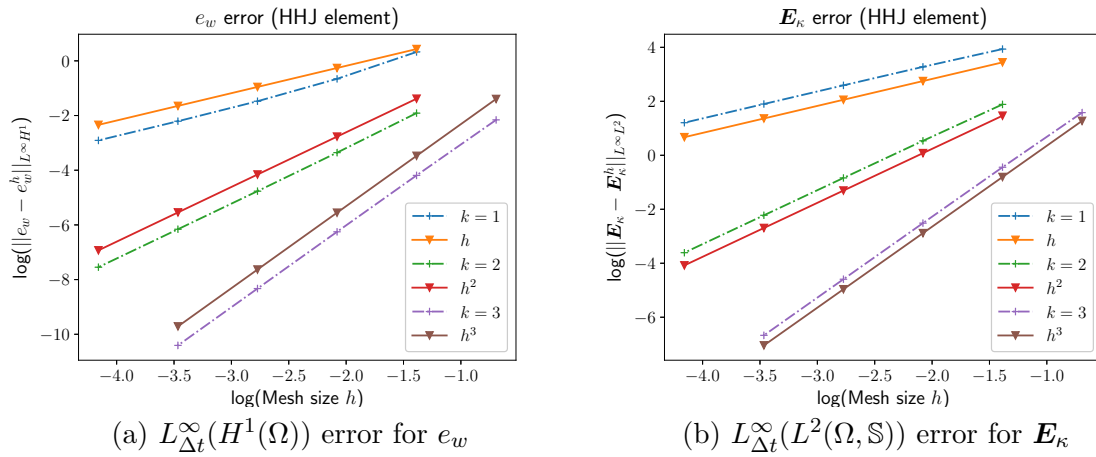 e_w error (HHJ element)
log(||e_w − e_w^h||_{L^∞H^1})
0
−2
−4
−6
−8
−10
k = 1
h
k = 2
h^2
k = 3
h^3
−4.0 −3.5 −3.0 −2.5 −2.0 −1.5 −1.0
log(Mesh size h)
(a) L^∞_{Δt}(H^1(Ω)) error for e_w
E_κ error (HHJ element)
log(||E_κ − E_κ^h||_{L^∞L^2})
4
2
0
−2
−4
−6
k = 1
h
k = 2
h^2
k = 3
h^3
−4.0 −3.5 −3.0 −2.5 −2.0 −1.5 −1.0
log(Mesh size h)
(b) L^∞_{Δt}(L^2(Ω, 𝕊)) error for E_κ